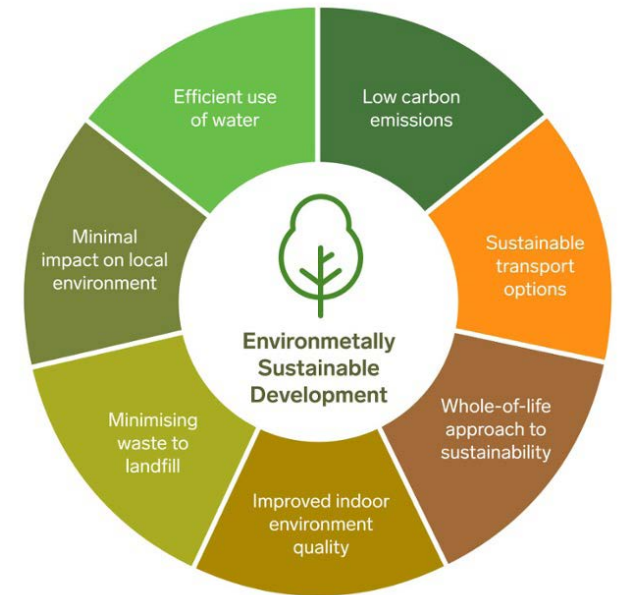 Efficient use
of water
Low carbon
emissions
Sustainable
transport
options
Whole-of-life
approach to
sustainability
Improved indoor
environment
quality
Minimising
waste to
landfill
Minimal
impact on local
environment
Environmetally
Sustainable
Development